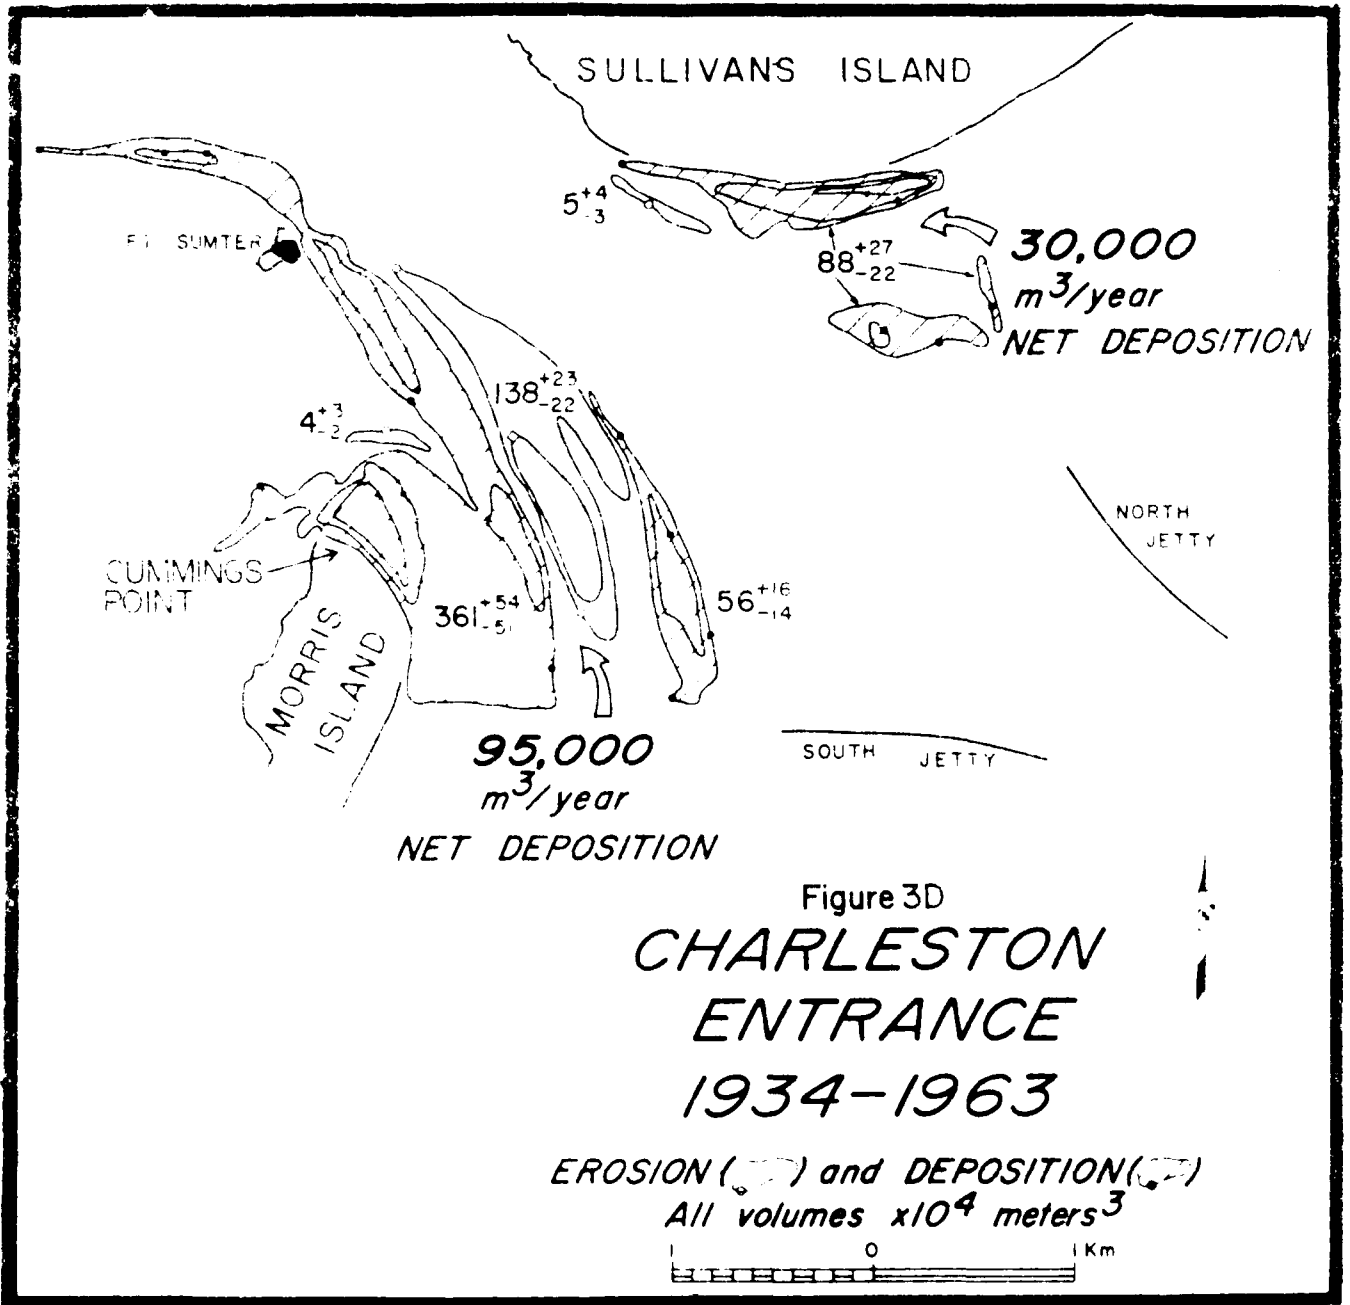 SULLIVANS ISLAND
5 +4 -3
FT SUMTER
88 +27 -22
30,000
m³/year
NET DEPOSITION
138 +23 -22
4 +3 -2
NORTH
JETTY
CUMMINGS
POINT
361 +54 -51
56 +16 -14
MORRIS
ISLAND
95,000
m³/year
NET DEPOSITION
SOUTH JETTY
Figure 3D
CHARLESTON
ENTRANCE
1934-1963
EROSION ( ) and DEPOSITION ( )
All volumes x10⁴ meters³
1 0 1 Km